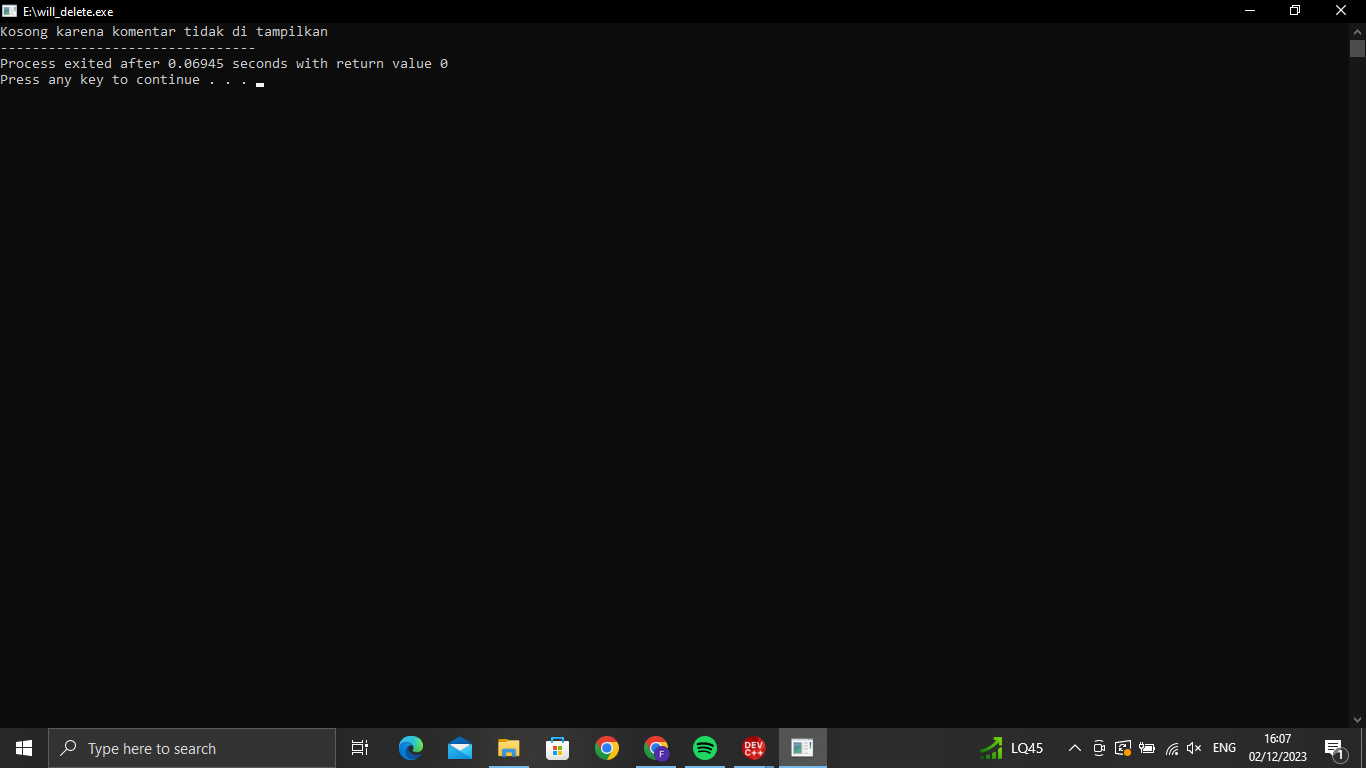 E:\will_delete.exe
Kosong karena komentar tidak di tampilkan
--------------------------------
Process exited after 0.06945 seconds with return value 0
Press any key to continue . . .
Type here to search
F
DEV
C++
LQ45
ENG
16:07
02/12/2023
1